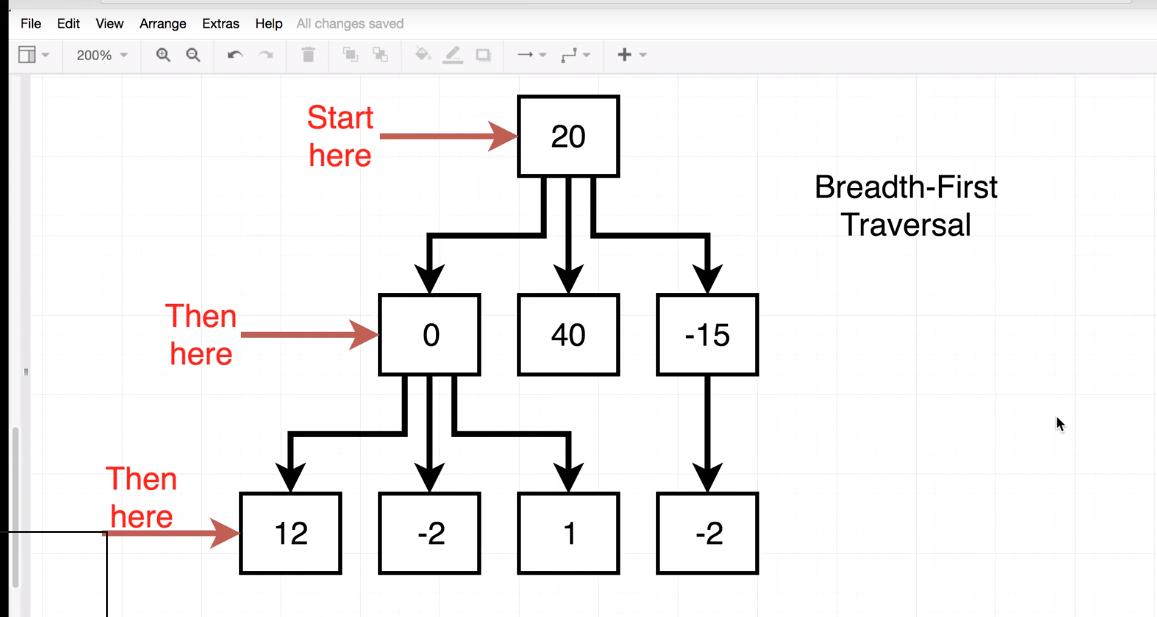 File Edit View Arrange Extras Help All changes saved
200%
Start
here
20
Breadth-First
Traversal
Then
here
0 40 -15
Then
here
12 -2 1 -2